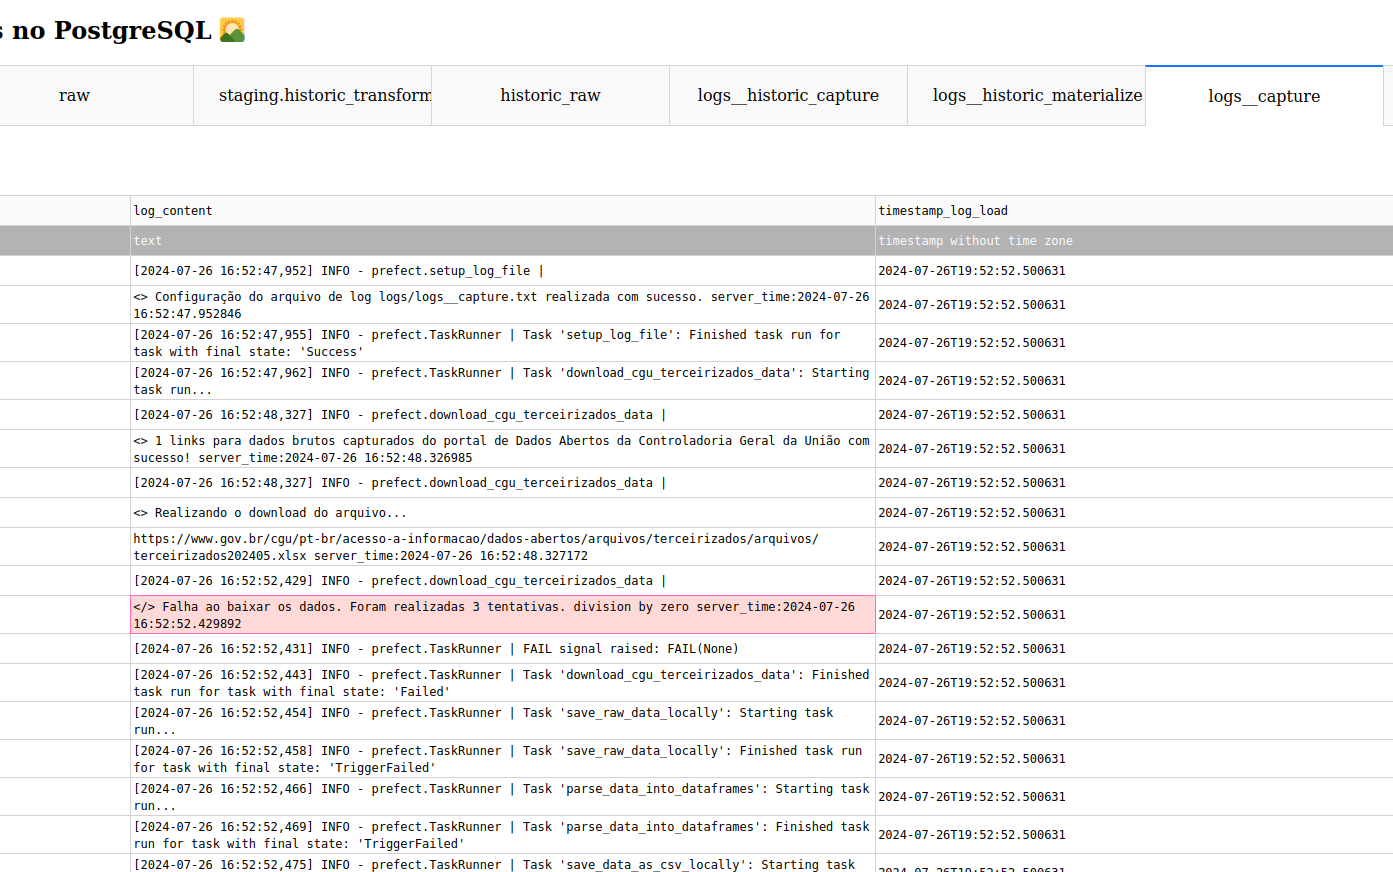 s no PostgreSQL
raw
staging.historic_transform
historic_raw
logs__historic_capture
logs__historic_materialize
logs__capture
log_content
timestamp_log_load
text
timestamp without time zone
[2024-07-26 16:52:47,952] INFO - prefect.setup_log_file |
2024-07-26T19:52:52.500631
<> Configuração do arquivo de log logs/logs__capture.txt realizada com sucesso. server_time:2024-07-26
16:52:47.952846
2024-07-26T19:52:52.500631
[2024-07-26 16:52:47,955] INFO - prefect.TaskRunner | Task 'setup_log_file': Finished task run for
task with final state: 'Success'
2024-07-26T19:52:52.500631
[2024-07-26 16:52:47,962] INFO - prefect.TaskRunner | Task 'download_cgu_terceirizados_data': Starting
task run...
2024-07-26T19:52:52.500631
[2024-07-26 16:52:48,327] INFO - prefect.download_cgu_terceirizados_data |
2024-07-26T19:52:52.500631
<> 1 links para dados brutos capturados do portal de Dados Abertos da Controladoria Geral da União com
sucesso! server_time:2024-07-26 16:52:48.326985
2024-07-26T19:52:52.500631
[2024-07-26 16:52:48,327] INFO - prefect.download_cgu_terceirizados_data |
2024-07-26T19:52:52.500631
<> Realizando o download do arquivo...
2024-07-26T19:52:52.500631
https://www.gov.br/cgu/pt-br/acesso-a-informacao/dados-abertos/arquivos/terceirizados/arquivos/
terceirizados202405.xlsx server_time:2024-07-26 16:52:48.327172
2024-07-26T19:52:52.500631
[2024-07-26 16:52:52,429] INFO - prefect.download_cgu_terceirizados_data |
2024-07-26T19:52:52.500631
</> Falha ao baixar os dados. Foram realizadas 3 tentativas. division by zero server_time:2024-07-26
16:52:52.429892
2024-07-26T19:52:52.500631
[2024-07-26 16:52:52,431] INFO - prefect.TaskRunner | FAIL signal raised: FAIL(None)
2024-07-26T19:52:52.500631
[2024-07-26 16:52:52,443] INFO - prefect.TaskRunner | Task 'download_cgu_terceirizados_data': Finished
task run for task with final state: 'Failed'
2024-07-26T19:52:52.500631
[2024-07-26 16:52:52,454] INFO - prefect.TaskRunner | Task 'save_raw_data_locally': Starting task
run...
2024-07-26T19:52:52.500631
[2024-07-26 16:52:52,458] INFO - prefect.TaskRunner | Task 'save_raw_data_locally': Finished task run
for task with final state: 'TriggerFailed'
2024-07-26T19:52:52.500631
[2024-07-26 16:52:52,466] INFO - prefect.TaskRunner | Task 'parse_data_into_dataframes': Starting task
run...
2024-07-26T19:52:52.500631
[2024-07-26 16:52:52,469] INFO - prefect.TaskRunner | Task 'parse_data_into_dataframes': Finished task
run for task with final state: 'TriggerFailed'
2024-07-26T19:52:52.500631
[2024-07-26 16:52:52,475] INFO - prefect.TaskRunner | Task 'save_data_as_csv_locally': Starting task
2024-07-26T19:52:52.500631